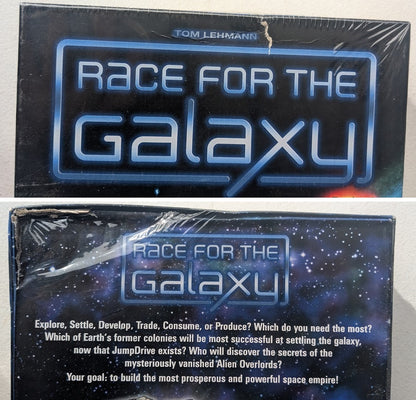 TOM LEHMANN
RACE FOR THE
Galaxy
RACE FOR THE
Galaxy
Explore, Settle, Develop, Trade, Consume, or Produce? Which do you need the most?
Which of Earth's former colonies will be most successful at settling the galaxy,
now that JumpDrive exists? Who will discover the secrets of the
mysteriously vanished Alien Overlords?
Your goal: to build the most prosperous and powerful space empire!